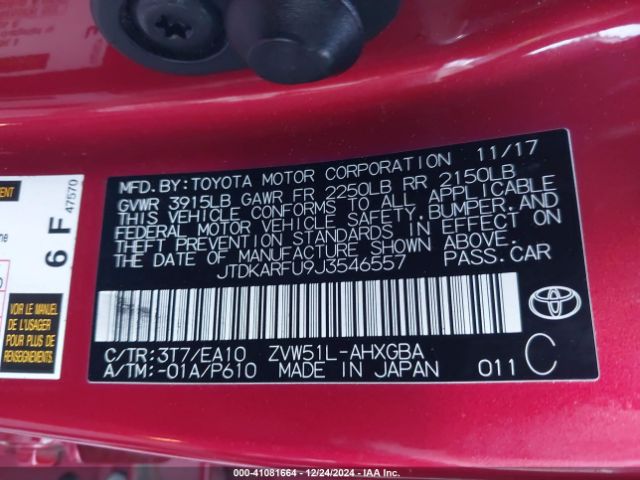 MFD. BY: TOYOTA MOTOR CORPORATION 11/17
GVWR 3915LB GAWR FR 2250LB RR 2150LB
THIS VEHICLE CONFORMS TO ALL APPLICABLE
FEDERAL MOTOR VEHICLE SAFETY, BUMPER, AND
THEFT PREVENTION STANDARDS IN EFFECT ON
THE DATE OF MANUFACTURE SHOWN ABOVE.
JTDKARFU9J3546557 PASS. CAR
TOYOTA
C/TR: 3T7/EA10 ZVW51L-AHXGBA
A/TM: -01A/P610 MADE IN JAPAN 011 C
6 F
47570
VOIR LE MANUEL
DE L'USAGER
POUR PLUS DE
000-41081664 - 12/24/2024 - IAA Inc.